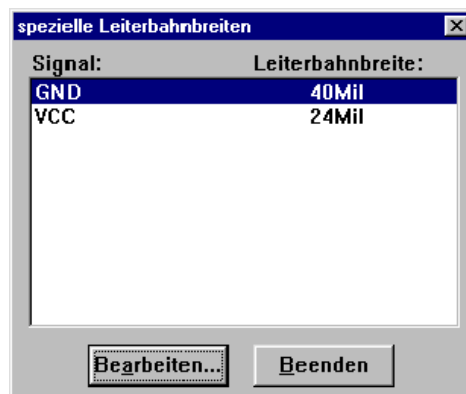 spezielle Leiterbahnbreiten
Signal: Leiterbahnbreite:
GND 40Mil
VCC 24Mil
Bearbeiten... Beenden